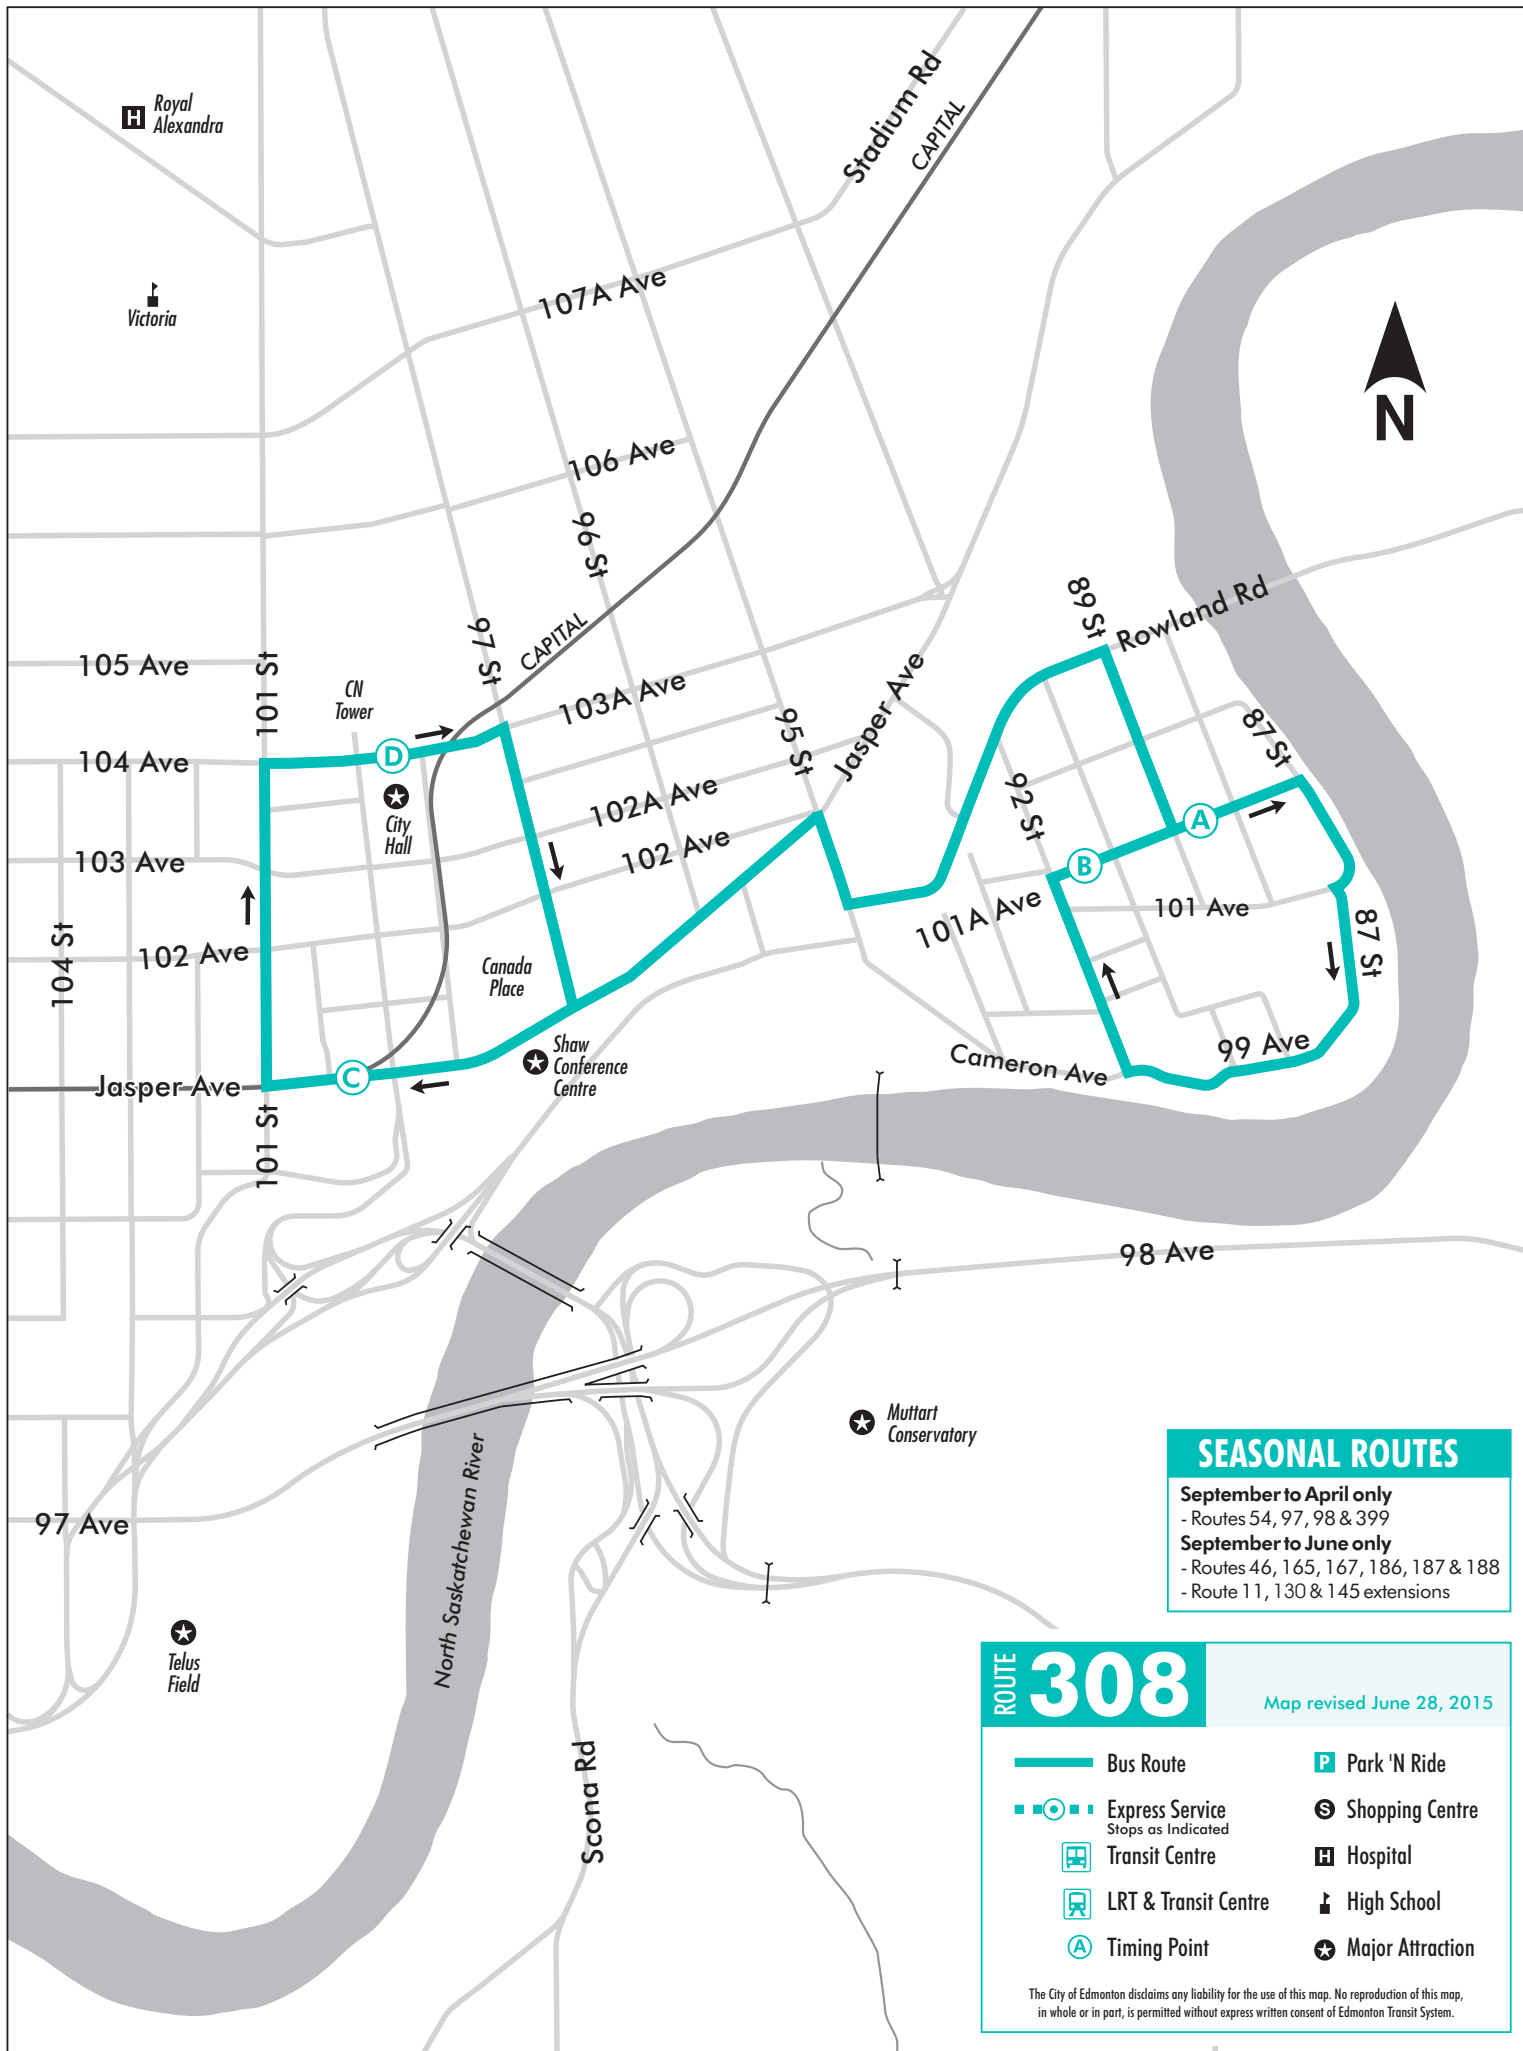 Royal
Alexandra
Stadium Rd
CAPITAL
Victoria
107A Ave
N
106 Ave
96 St
89 St
Rowland Rd
97 St
CAPITAL
105 Ave
101 St
CN
Tower
103A Ave
95 St
Jasper Ave
87 St
104 Ave
D
City
Hall
102A Ave
92 St
A
103 Ave
102 Ave
B
101A Ave
101 Ave
87 St
104 St
102 Ave
Canada
Place
Shaw
Conference
Centre
99 Ave
Cameron Ave
Jasper Ave
C
101 St
98 Ave
Muttart
Conservatory
97 Ave
North Saskatchewan River
Telus
Field
Scona Rd
SEASONAL ROUTES
September to April only
- Routes 54, 97, 98 & 399
September to June only
- Routes 46, 165, 167, 186, 187 & 188
- Route 11, 130 & 145 extensions
ROUTE 308
Map revised June 28, 2015
Bus Route
P Park 'N Ride
Express Service
Stops as Indicated
S Shopping Centre
Transit Centre
H Hospital
LRT & Transit Centre
High School
A Timing Point
Major Attraction
The City of Edmonton disclaims any liability for the use of this map. No reproduction of this map,
in whole or in part, is permitted without express written consent of Edmonton Transit System.